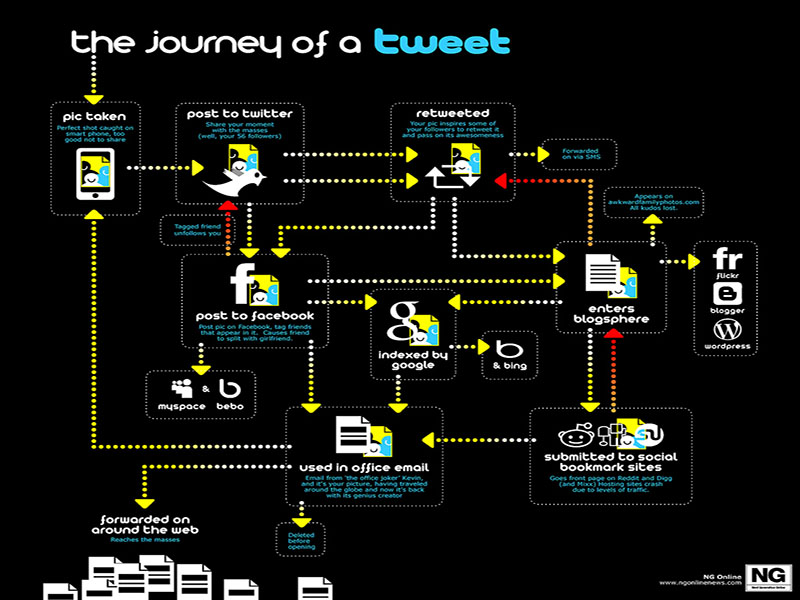 the journey of a tweet
pic taken
Perfect shot caught on
smart phone, too
good not to share
post to twitter
Share your moment
with the masses
(well, your 56 followers)
retweeted
Your pic inspires some of
your followers to retweet it
and pass on its awesomeness
Forwarded
on via SMS
Tagged friend
unfollows you
Appears on
awkwardfamilyphotos.com
All kudos lost.
f
post to facebook
Post pic on Facebook, tag friends
that appear in it. Causes friend
to split with girlfriend.
g
indexed by
google
b
& bing
enters
blogsphere
fr
flickr
B
blogger
W
wordpress
& b
myspace bebo
used in office email
Email from 'the office joker' Kevin,
and it's your picture, having traveled
around the globe and now it's back
with its genius creator
submitted to social
bookmark sites
Goes front page on Reddit and Digg
(and Mixx) Hosting sites crash
due to levels of traffic.
forwarded on
around the web
Reaches the masses
Deleted
before
opening
NG Online
www.ngonlinenews.com
NG
Next Generation Online